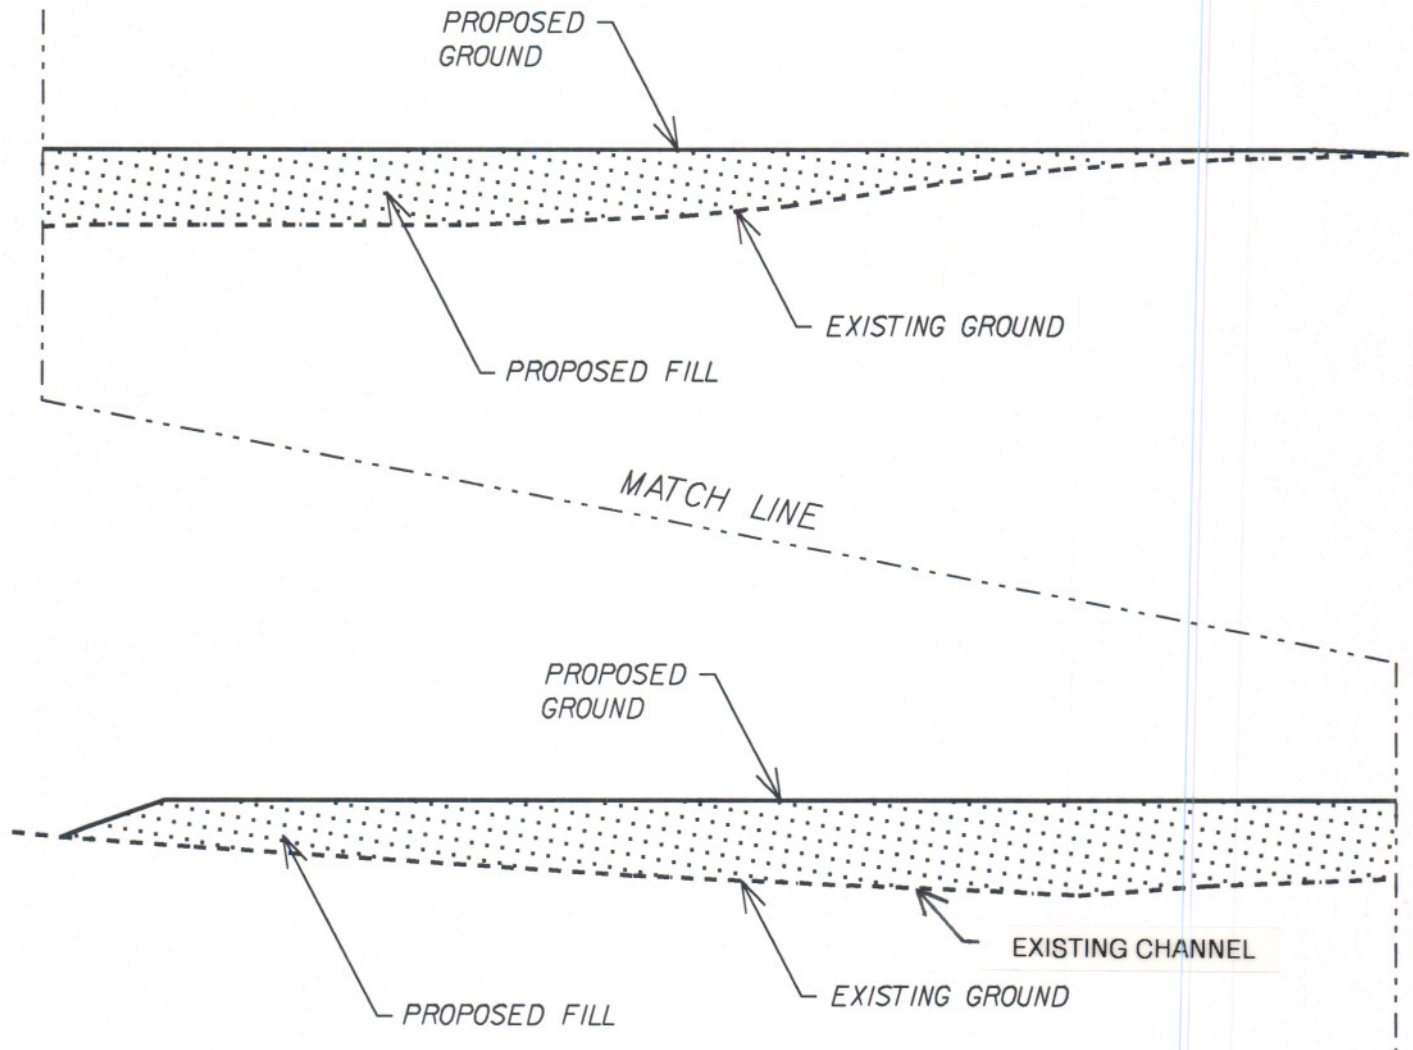 PROPOSED
GROUND
EXISTING GROUND
PROPOSED FILL
MATCH LINE
PROPOSED
GROUND
EXISTING CHANNEL
EXISTING GROUND
PROPOSED FILL